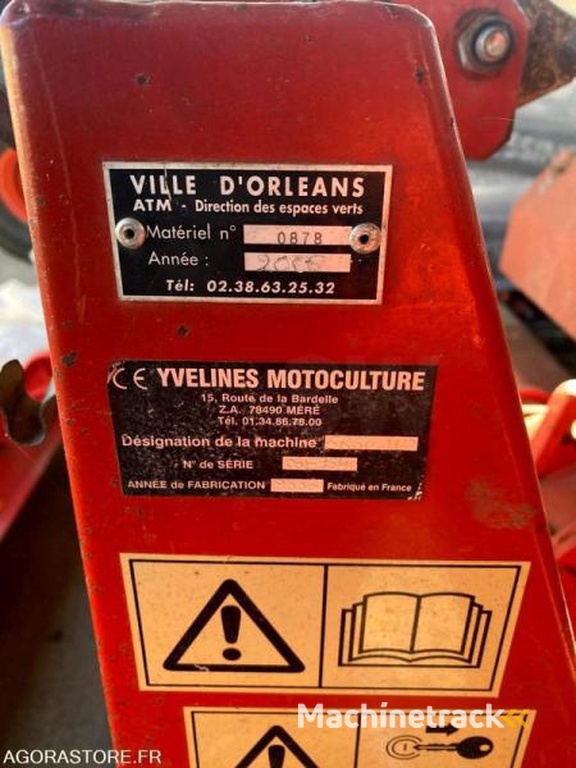 VILLE D'ORLEANS
ATM - Direction des espaces verts
Matériel n° 0878
Année :
Tél: 02.38.63.25.32
CE YVELINES MOTOCULTURE
15, Route de la Bardelle
Z.A. 78490 MÉRÉ
Tél. 01.34.86.78.00
Désignation de la machine
N° de SÉRIE
ANNÉE DE FABRICATION Fabriqué en France
Machinetrack
AGORASTORE.FR